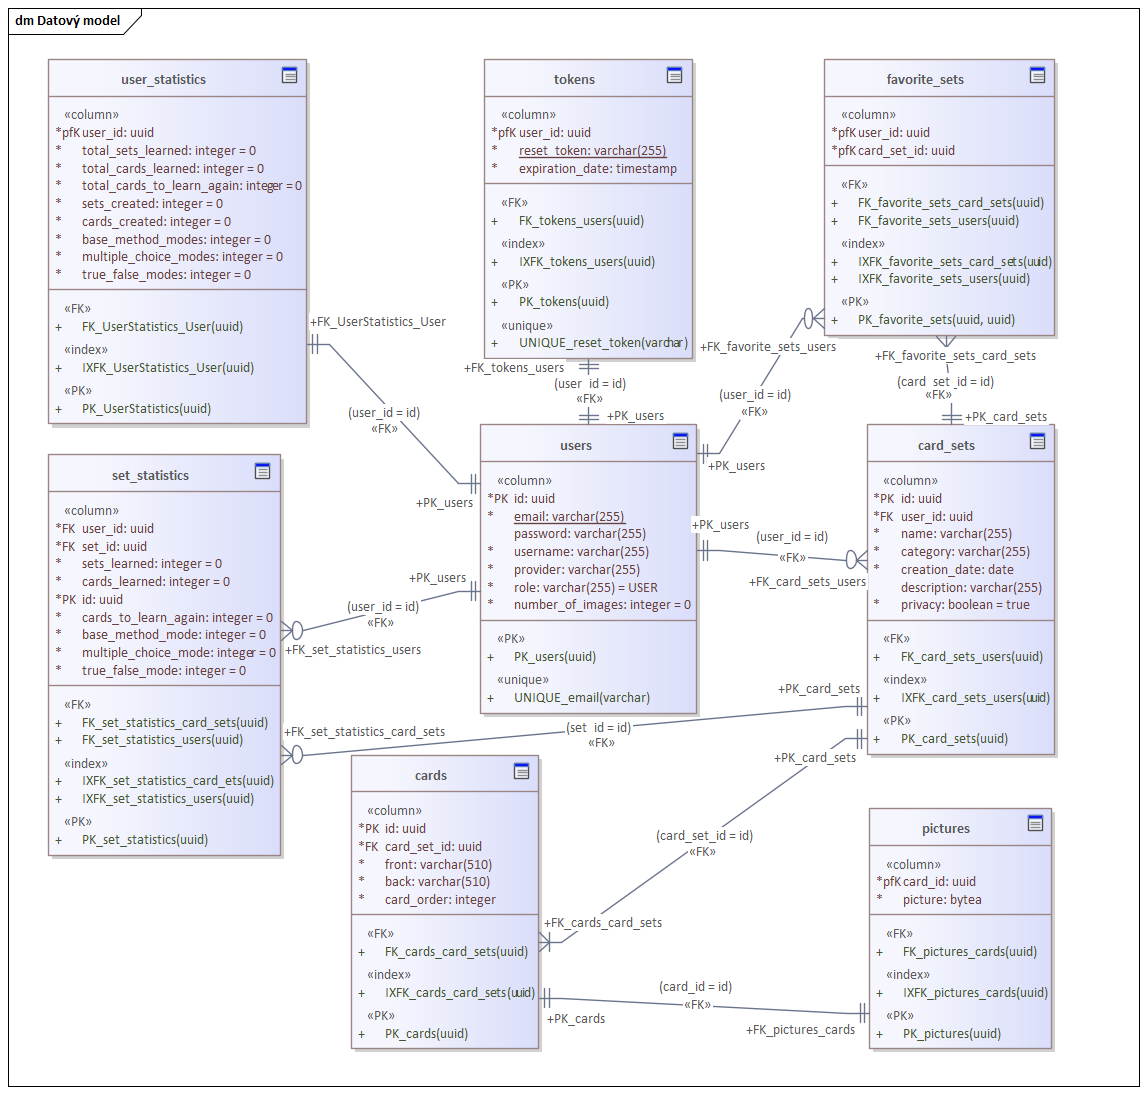 dm Datový model
user_statistics
«column»
*pfK user_id: uuid
* total_sets_learned: integer = 0
* total_cards_learned: integer = 0
* total_cards_to_learn_again: integer = 0
* sets_created: integer = 0
* cards_created: integer = 0
* base_method_modes: integer = 0
* multiple_choice_modes: integer = 0
* true_false_modes: integer = 0
«FK»
+ FK_UserStatistics_User(uuid)
«index»
+ IXFK_UserStatistics_User(uuid)
«PK»
+ PK_UserStatistics(uuid)
tokens
«column»
*pfK user_id: uuid
* reset_token: varchar(255)
* expiration_date: timestamp
«FK»
+ FK_tokens_users(uuid)
«index»
+ IXFK_tokens_users(uuid)
«PK»
+ PK_tokens(uuid)
«unique»
+ UNIQUE_reset_token(varchar)
favorite_sets
«column»
*pfK user_id: uuid
*pfK card_set_id: uuid
«FK»
+ FK_favorite_sets_card_sets(uuid)
+ FK_favorite_sets_users(uuid)
«index»
+ IXFK_favorite_sets_card_sets(uuid)
+ IXFK_favorite_sets_users(uuid)
«PK»
+ PK_favorite_sets(uuid, uuid)
+FK_UserStatistics_User
(user_id = id)
«FK»
+PK_users
+FK_tokens_users
(user_id = id)
«FK»
+PK_users
+FK_favorite_sets_users
(user_id = id)
«FK»
+PK_users
+FK_favorite_sets_card_sets
(card_set_id = id)
«FK»
+PK_card_sets
set_statistics
«column»
*FK user_id: uuid
*FK set_id: uuid
* sets_learned: integer = 0
* cards_learned: integer = 0
*PK id: uuid
* cards_to_learn_again: integer = 0
* base_method_mode: integer = 0
* multiple_choice_mode: integer = 0
* true_false_mode: integer = 0
«FK»
+ FK_set_statistics_card_sets(uuid)
+ FK_set_statistics_users(uuid)
«index»
+ IXFK_set_statistics_card_ets(uuid)
+ IXFK_set_statistics_users(uuid)
«PK»
+ PK_set_statistics(uuid)
users
«column»
*PK id: uuid
* email: varchar(255)
password: varchar(255)
* username: varchar(255)
* provider: varchar(255)
* role: varchar(255) = USER
* number_of_images: integer = 0
«PK»
+ PK_users(uuid)
«unique»
+ UNIQUE_email(varchar)
card_sets
«column»
*PK id: uuid
*FK user_id: uuid
* name: varchar(255)
* category: varchar(255)
* creation_date: date
description: varchar(255)
* privacy: boolean = true
«FK»
+ FK_card_sets_users(uuid)
«index»
+ IXFK_card_sets_users(uuid)
«PK»
+ PK_card_sets(uuid)
+PK_users
(user_id = id)
«FK»
+FK_card_sets_users
+PK_users
(user_id = id)
«FK»
+FK_set_statistics_users
+PK_card_sets
(set_id = id)
«FK»
+FK_set_statistics_card_sets
+PK_card_sets
(card_set_id = id)
«FK»
+FK_cards_card_sets
cards
«column»
*PK id: uuid
*FK card_set_id: uuid
* front: varchar(510)
* back: varchar(510)
* card_order: integer
«FK»
+ FK_cards_card_sets(uuid)
«index»
+ IXFK_cards_card_sets(uuid)
«PK»
+ PK_cards(uuid)
(card_id = id)
«FK»
+PK_cards
+FK_pictures_cards
pictures
«column»
*pfK card_id: uuid
* picture: bytea
«FK»
+ FK_pictures_cards(uuid)
«index»
+ IXFK_pictures_cards(uuid)
«PK»
+ PK_pictures(uuid)